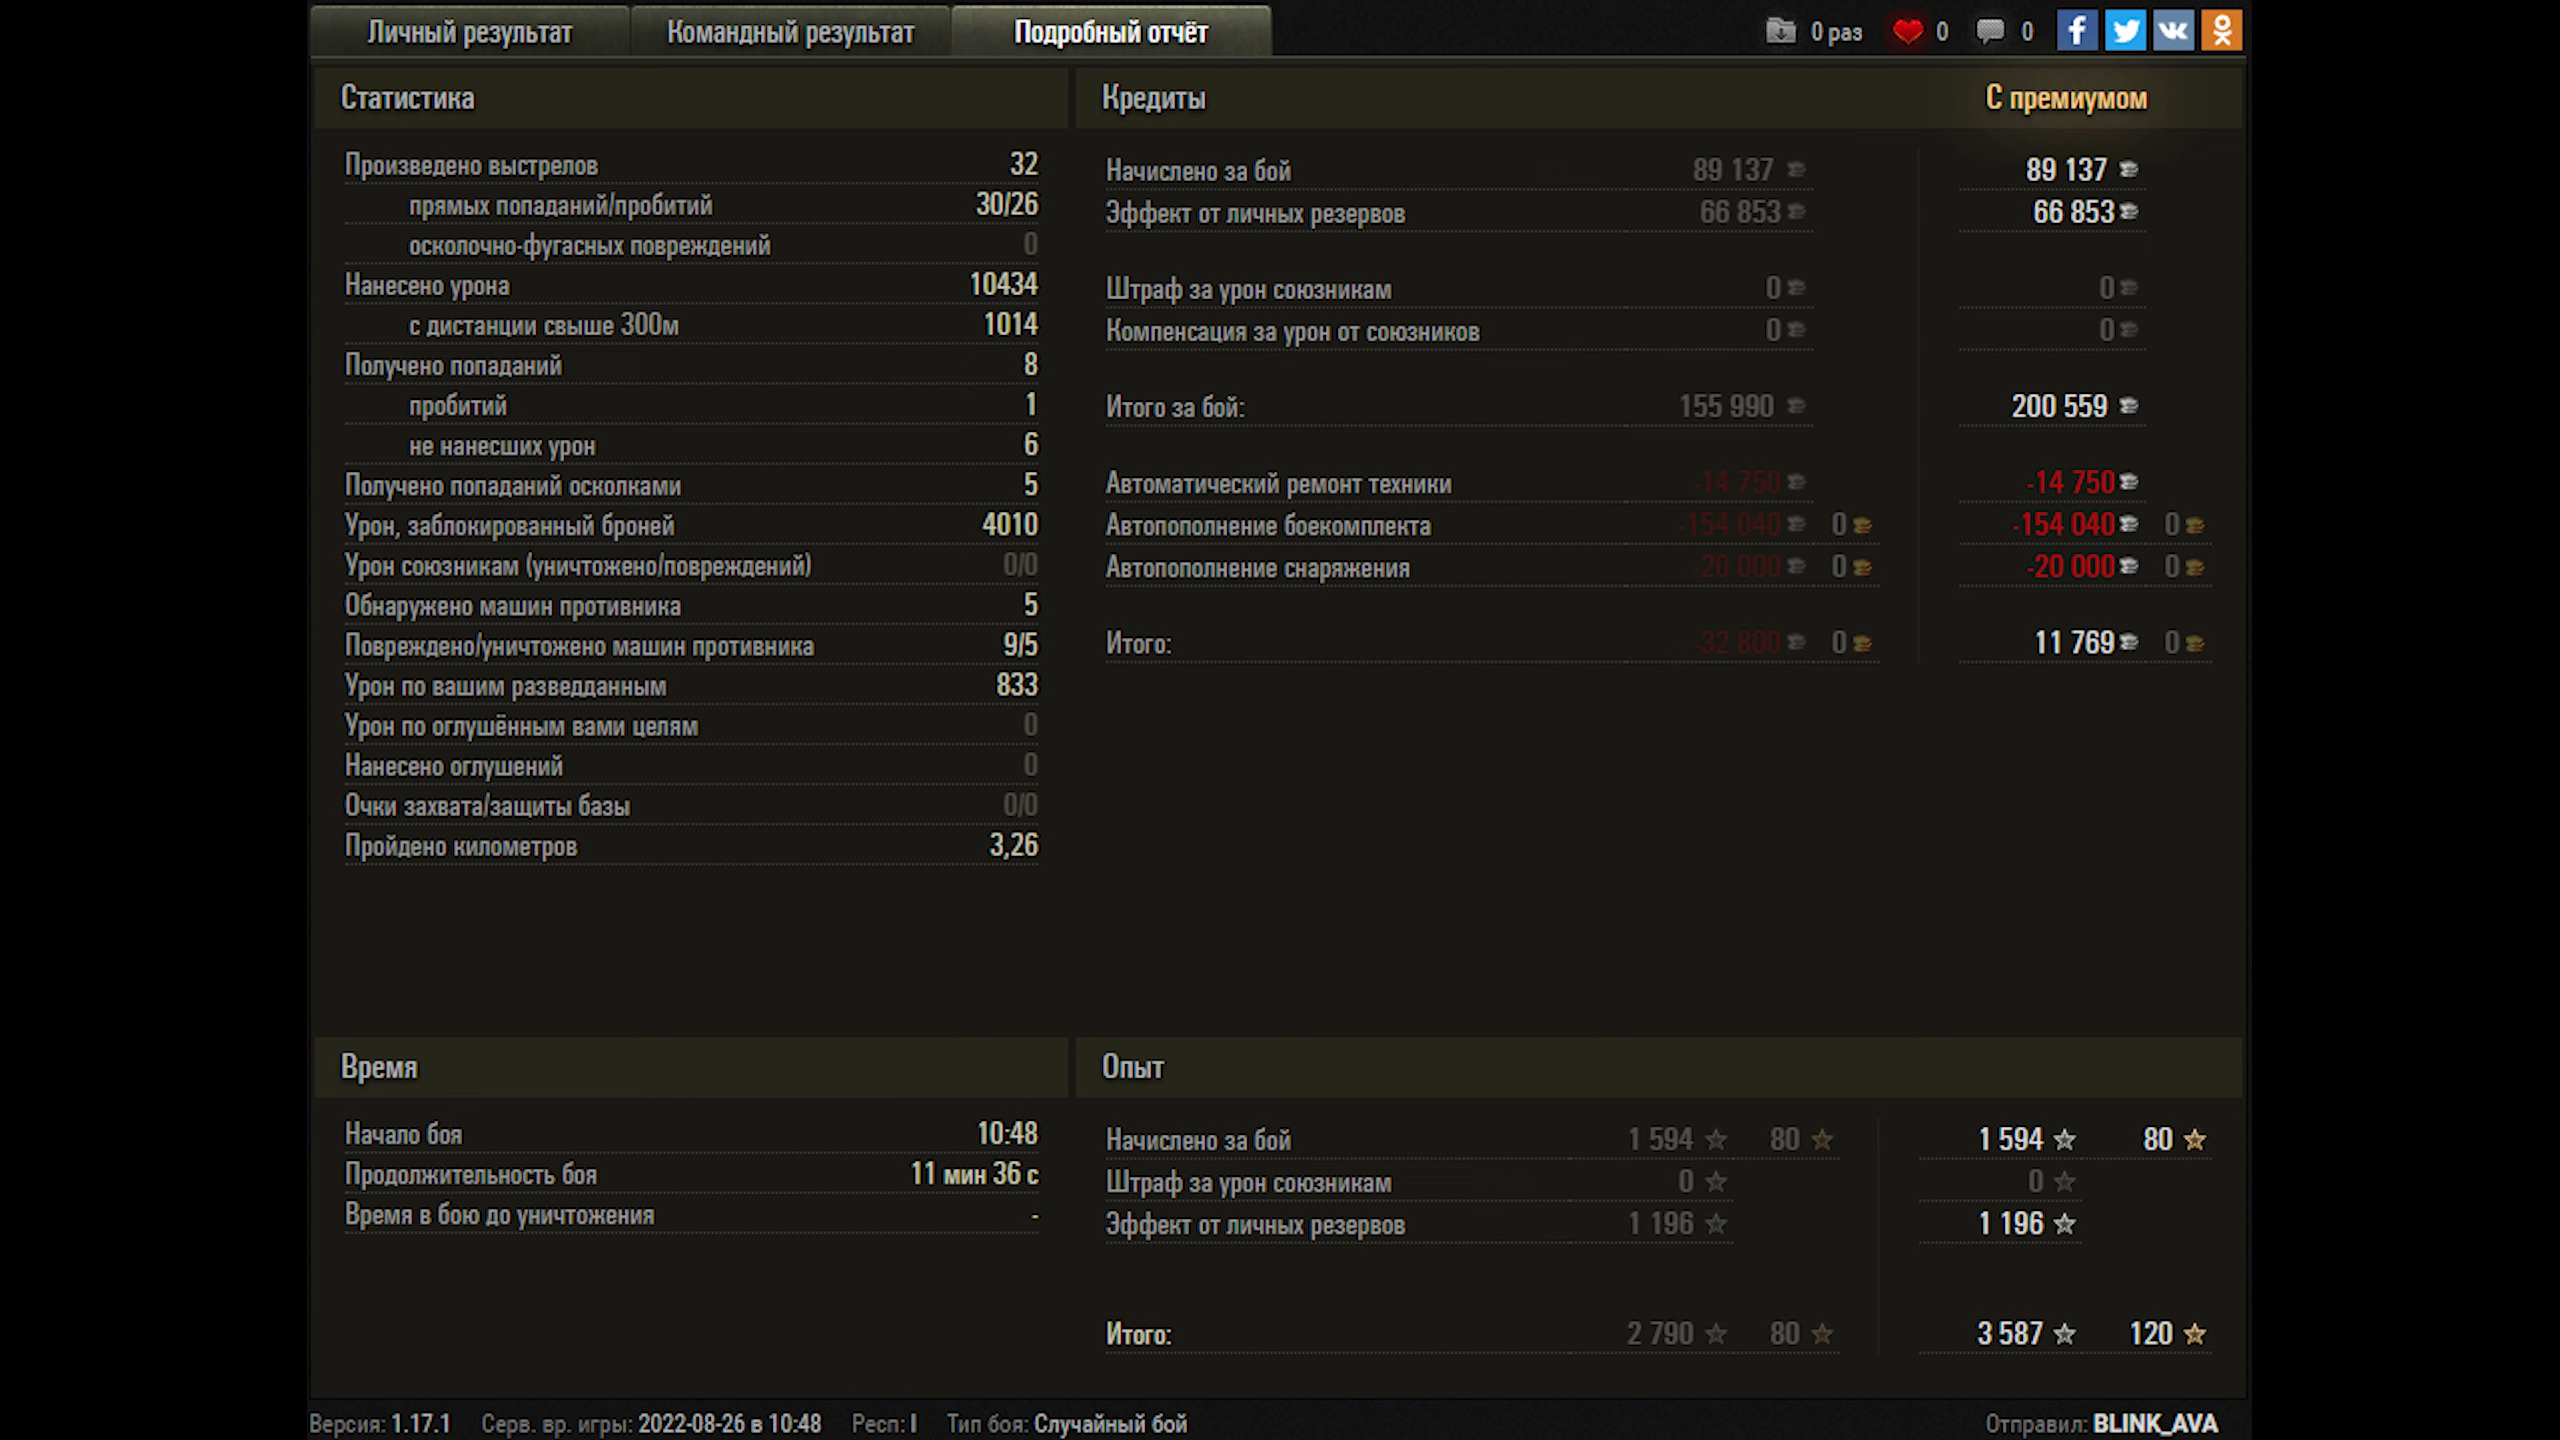 Личный результат Командный результат Подробный отчёт 0 раз 0 0
Статистика
Произведено выстрелов 32
прямых попаданий/пробитий 30/26
осколочно-фугасных повреждений 0
Нанесено урона 10434
с дистанции свыше 300м 1014
Получено попаданий 8
пробитий 1
не нанесших урон 6
Получено попаданий осколками 5
Урон, заблокированный броней 4010
Урон союзникам (уничтожено/повреждений) 0/0
Обнаружено машин противника 5
Повреждено/уничтожено машин противника 9/5
Урон по вашим разведданным 833
Урон по оглушённым вами целям 0
Нанесено оглушений 0
Очки захвата/защиты базы 0/0
Пройдено километров 3,26
Кредиты С премиумом
Начислено за бой 89 137 89 137
Эффект от личных резервов 66 853 66 853
Штраф за урон союзникам 0 0
Компенсация за урон от союзников 0 0
Итого за бой: 155 990 200 559
Автоматический ремонт техники -14 750 -14 750
Автопополнение боекомплекта -154 040 0 -154 040 0
Автопополнение снаряжения -20 000 0 -20 000 0
Итого: -32 800 0 11 769 0
Время
Начало боя 10:48
Продолжительность боя 11 мин 36 с
Время в бою до уничтожения -
Опыт
Начислено за бой 1 594 80 1 594 80
Штраф за урон союзникам 0 0
Эффект от личных резервов 1 196 1 196
Итого: 2 790 80 3 587 120
Версия: 1.17.1 Серв. вр. игры: 2022-08-26 в 10:48 Респ: I Тип боя: Случайный бой Отправил: BLINK_AVA